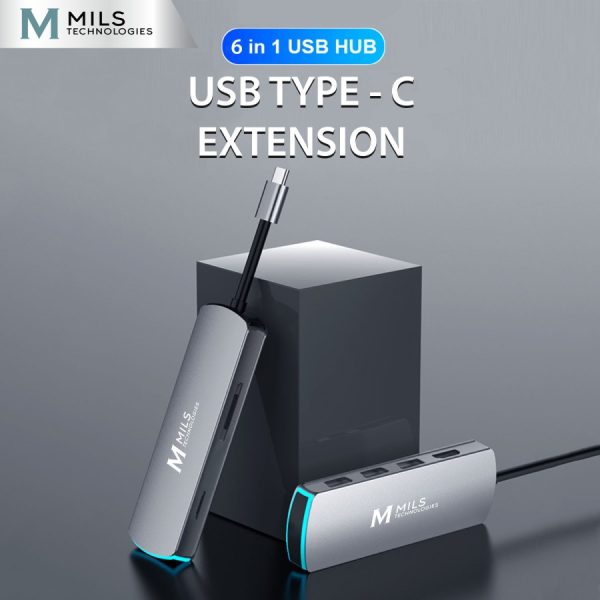 M MILS
TECHNOLOGIES
6 in 1 USB HUB
USB TYPE - C
EXTENSION
M MILS
TECHNOLOGIES
M MILS
TECHNOLOGIES